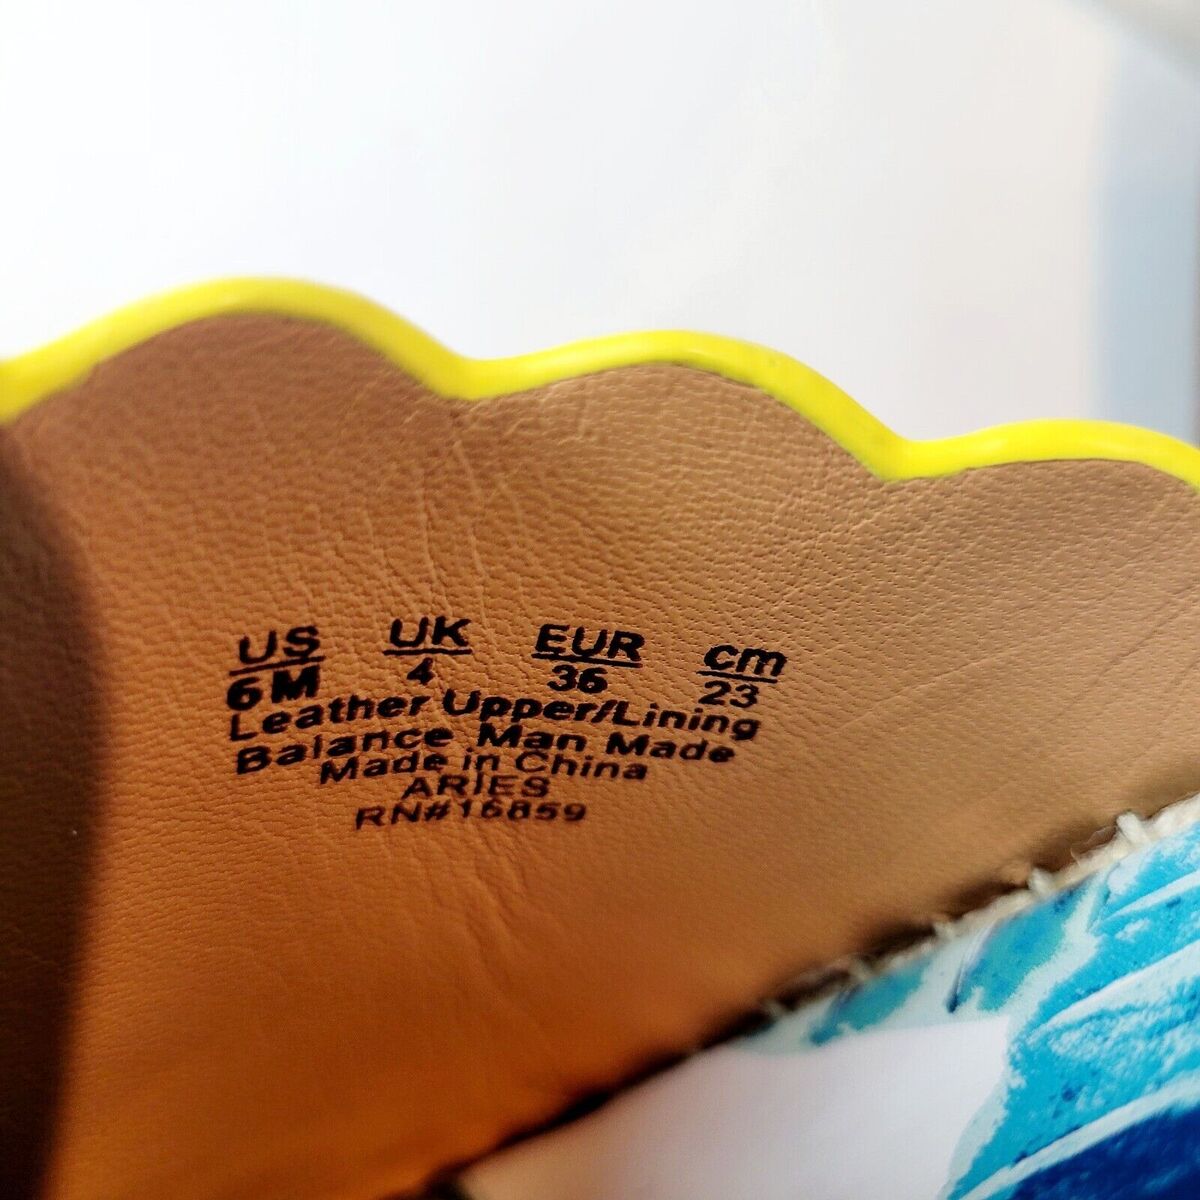 US UK EUR cm
6M 4 36 23
Leather Upper/Lining
Balance Man Made
Made in China
ARIES
RN#16859